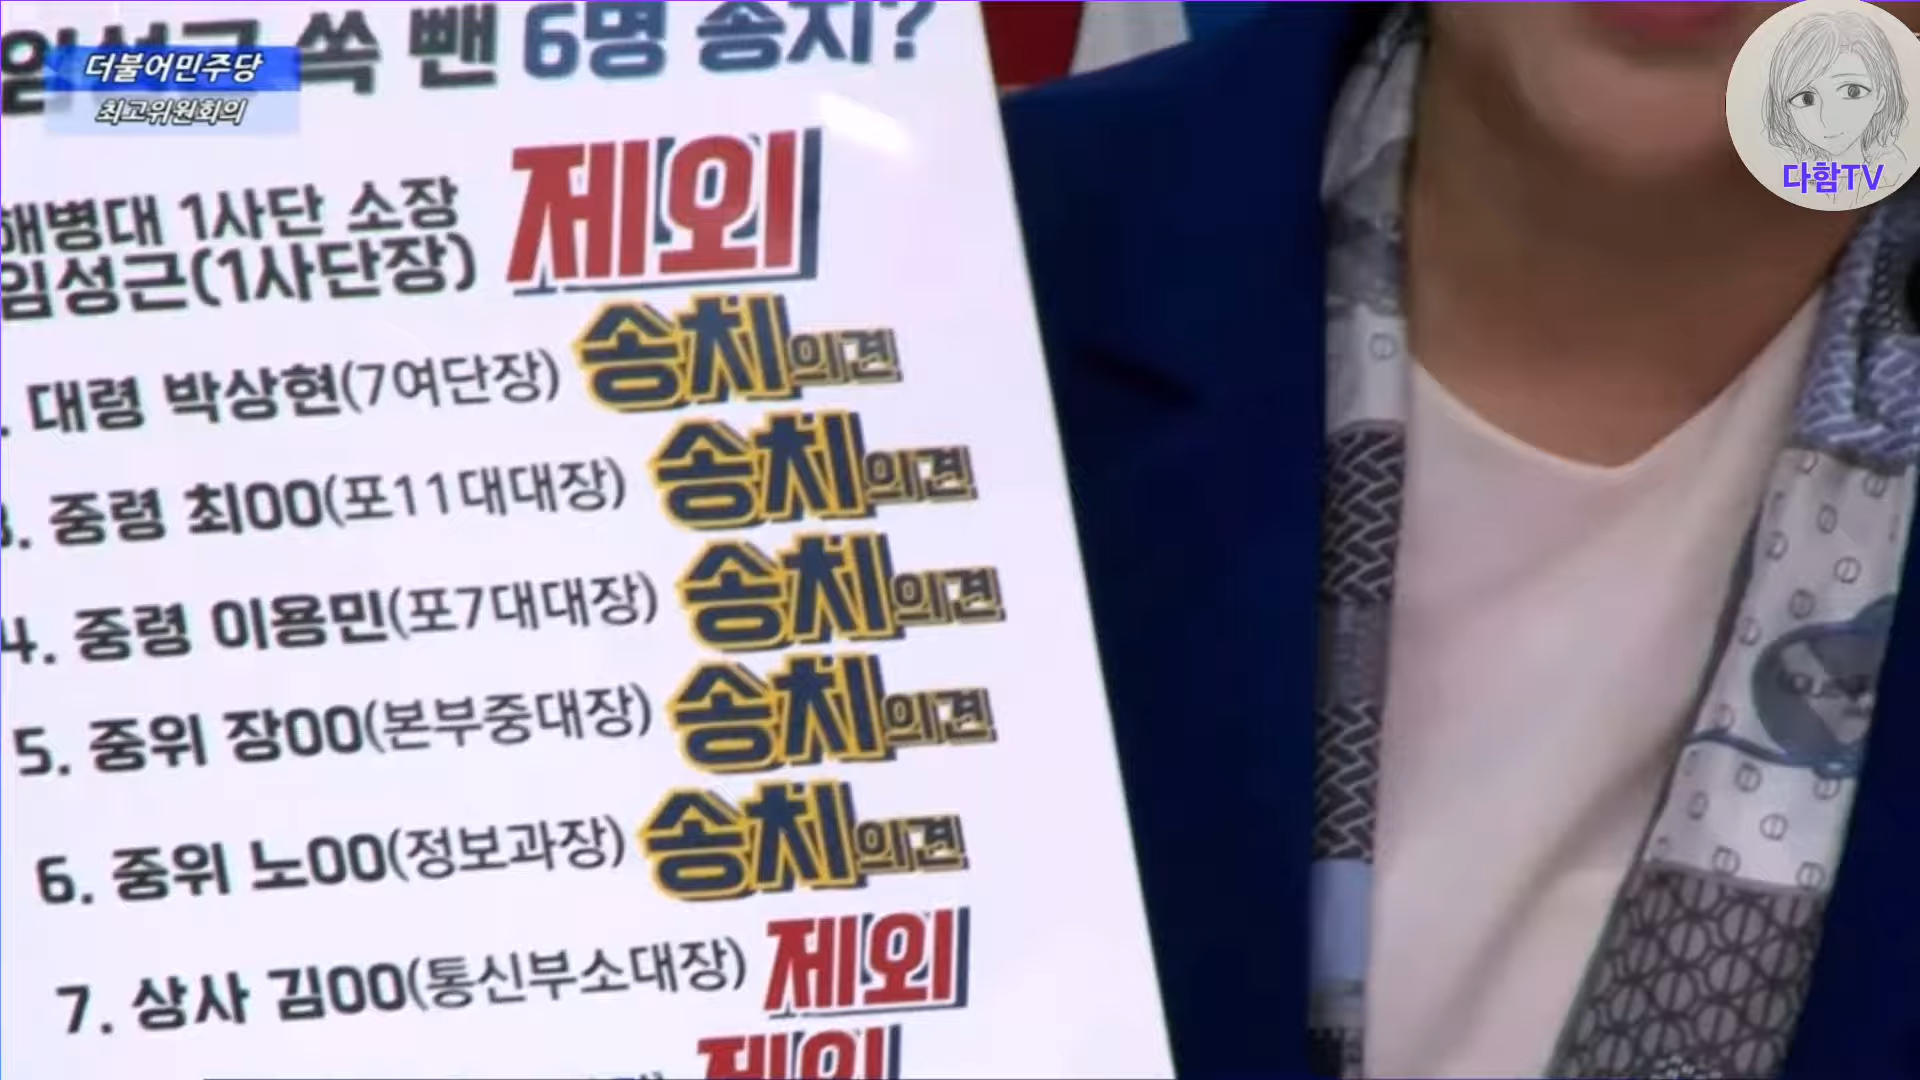 임성근 쏙 뺀 6명 송치?
더불어민주당
최고위원회의
다함TV
해병대 1사단 소장
임성근(1사단장) 제외
대령 박상현(7여단장) 송치의견
3. 중령 최00(포11대대장) 송치의견
4. 중령 이용민(포7대대장) 송치의견
5. 중위 장00(본부중대장) 송치의견
6. 중위 노00(정보과장) 송치의견
7. 상사 김00(통신부소대장) 제외
제외